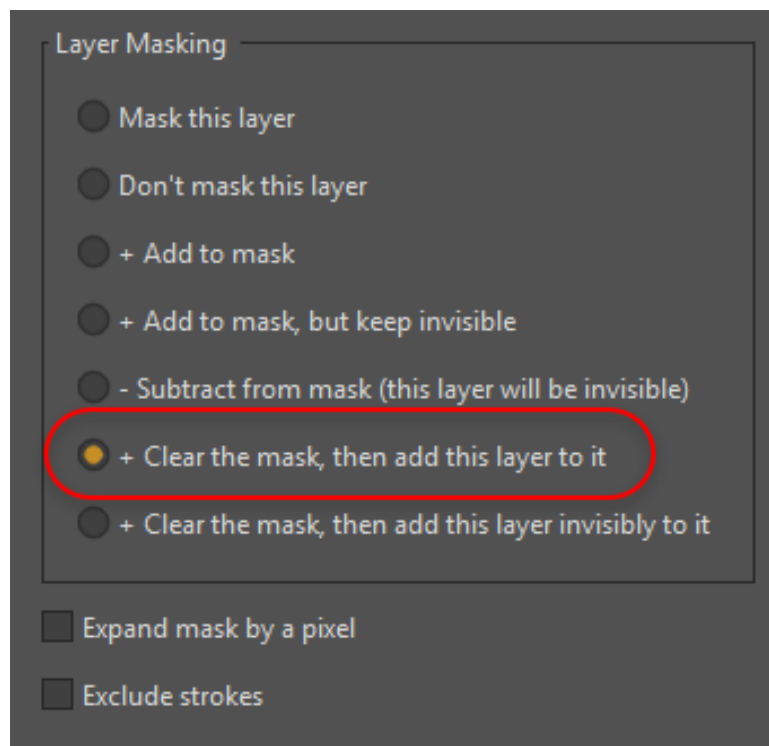 Layer Masking
Mask this layer
Don't mask this layer
+ Add to mask
+ Add to mask, but keep invisible
- Subtract from mask (this layer will be invisible)
+ Clear the mask, then add this layer to it
+ Clear the mask, then add this layer invisibly to it
Expand mask by a pixel
Exclude strokes